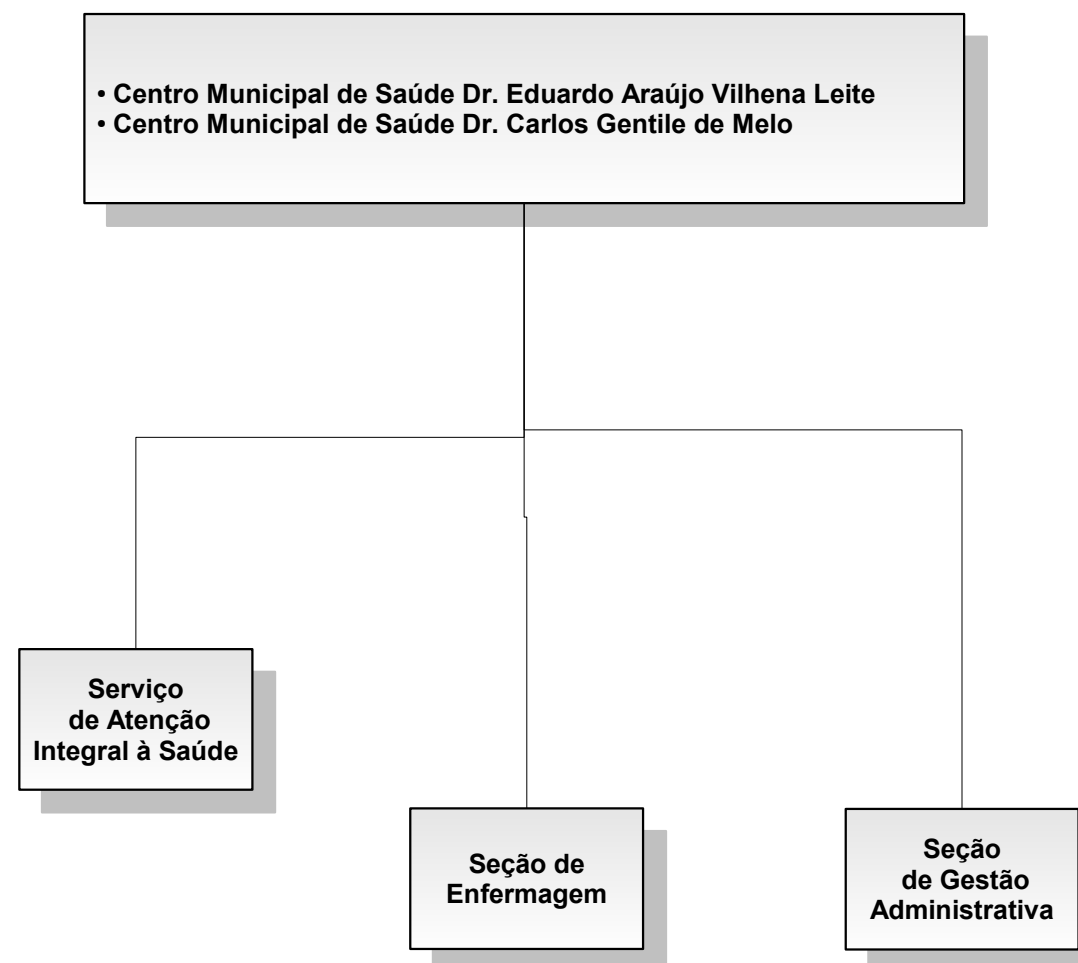 • Centro Municipal de Saúde Dr. Eduardo Araújo Vilhena Leite
• Centro Municipal de Saúde Dr. Carlos Gentile de Melo
Serviço
de Atenção
Integral à Saúde
Seção de
Enfermagem
Seção
de Gestão
Administrativa